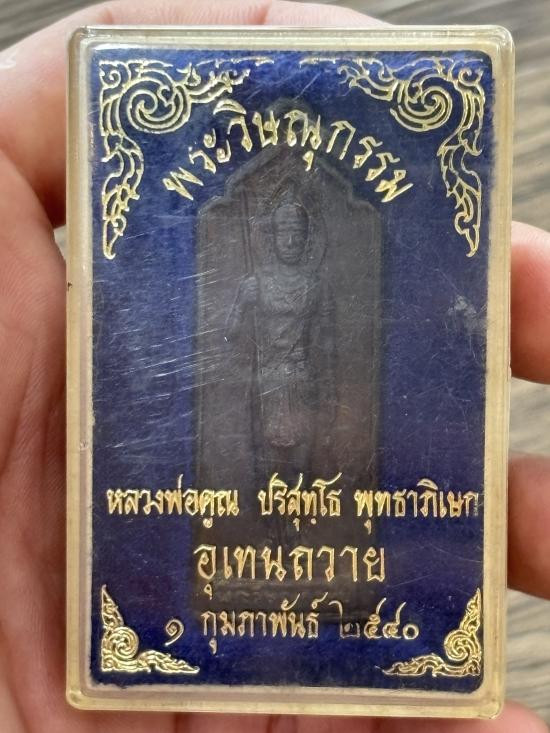 พระวิษณุกรรม
หลวงพ่อคูณ ปริสุทฺโธ พุทธาภิเษก
อุเทนถวาย
๑ กุมภาพันธ์ ๒๕๔๐